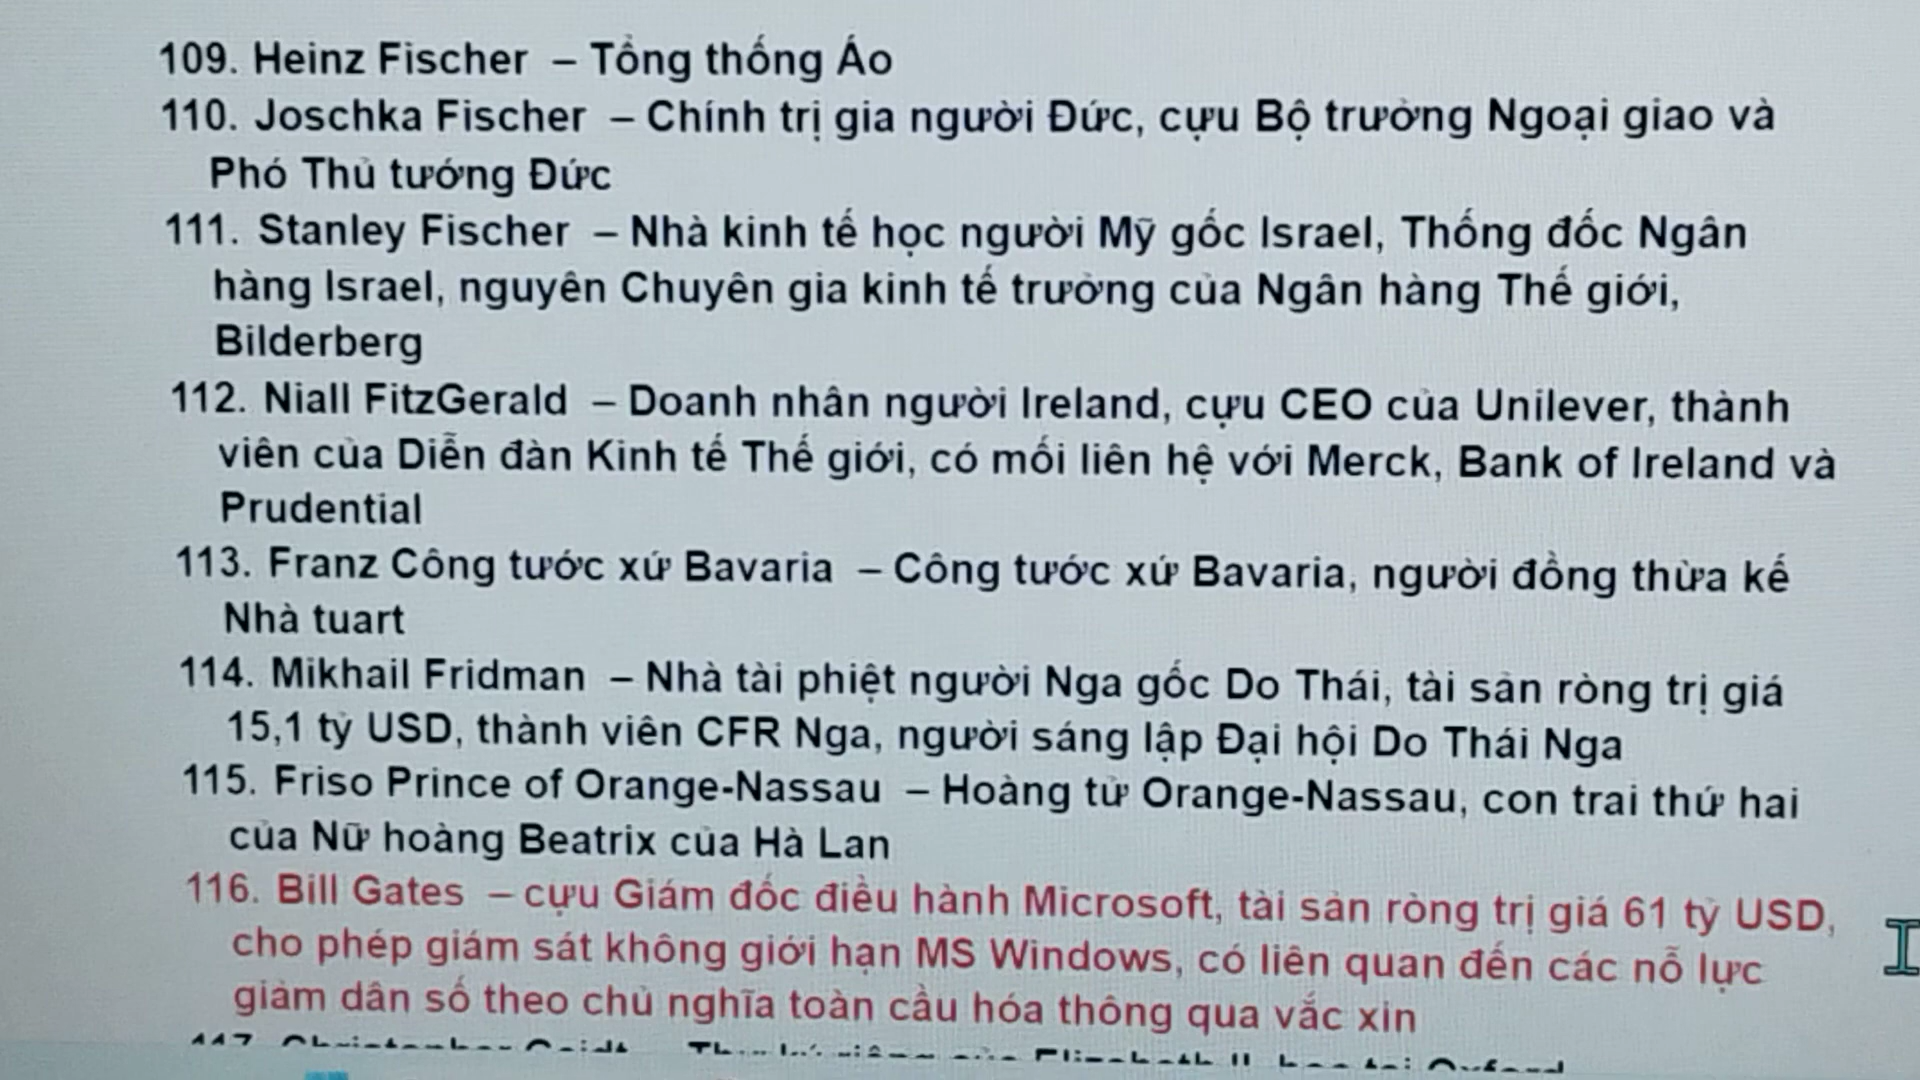 109. Heinz Fischer – Tổng thống Áo
110. Joschka Fischer – Chính trị gia người Đức, cựu Bộ trưởng Ngoại giao và
Phó Thủ tướng Đức
111. Stanley Fischer – Nhà kinh tế học người Mỹ gốc Israel, Thống đốc Ngân
hàng Israel, nguyên Chuyên gia kinh tế trưởng của Ngân hàng Thế giới,
Bilderberg
112. Niall FitzGerald – Doanh nhân người Ireland, cựu CEO của Unilever, thành
viên của Diễn đàn Kinh tế Thế giới, có mối liên hệ với Merck, Bank of Ireland và
Prudential
113. Franz Công tước xứ Bavaria – Công tước xứ Bavaria, người đồng thừa kế
Nhà tuart
114. Mikhail Fridman – Nhà tài phiệt người Nga gốc Do Thái, tài sản ròng trị giá
15,1 tỷ USD, thành viên CFR Nga, người sáng lập Đại hội Do Thái Nga
115. Friso Prince of Orange-Nassau – Hoàng tử Orange-Nassau, con trai thứ hai
của Nữ hoàng Beatrix của Hà Lan
116. Bill Gates – cựu Giám đốc điều hành Microsoft, tài sản ròng trị giá 61 tỷ USD,
cho phép giám sát không giới hạn MS Windows, có liên quan đến các nỗ lực
giảm dân số theo chủ nghĩa toàn cầu hóa thông qua vắc xin